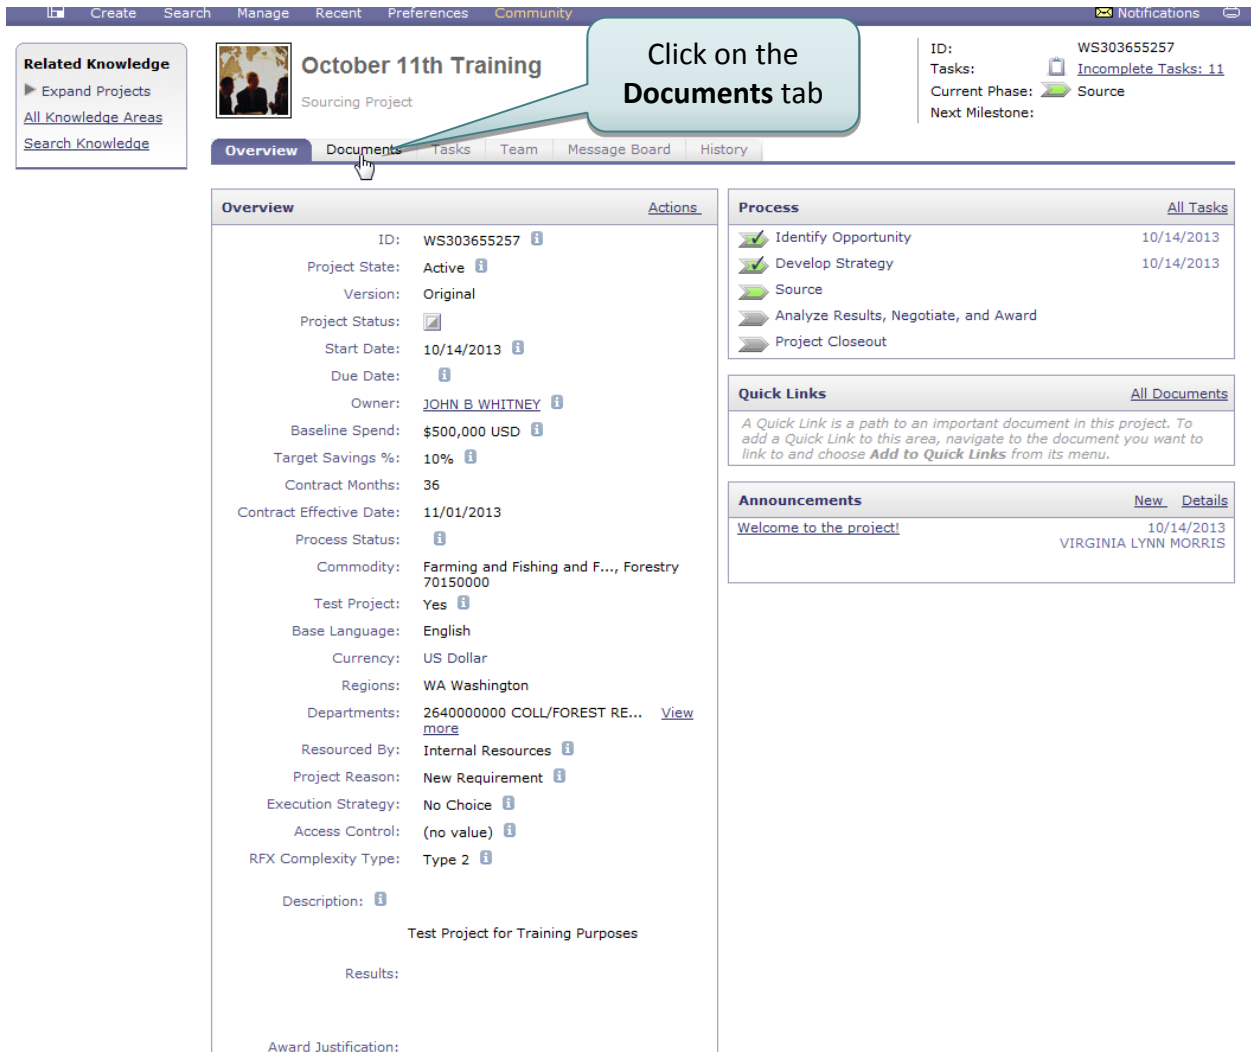 Create Search Manage Recent Preferences Community Notifications
Related Knowledge
Expand Projects
All Knowledge Areas
Search Knowledge
October 11th Training
Sourcing Project
Click on the
Documents tab
ID: WS303655257
Tasks: Incomplete Tasks: 11
Current Phase: Source
Next Milestone:
Overview Documents Tasks Team Message Board History
Overview Actions
ID: WS303655257
Project State: Active
Version: Original
Project Status:
Start Date: 10/14/2013
Due Date:
Owner: JOHN B WHITNEY
Baseline Spend: $500,000 USD
Target Savings %: 10%
Contract Months: 36
Contract Effective Date: 11/01/2013
Process Status:
Commodity: Farming and Fishing and F..., Forestry
70150000
Test Project: Yes
Base Language: English
Currency: US Dollar
Regions: WA Washington
Departments: 2640000000 COLL/FOREST RE... View
more
Resourced By: Internal Resources
Project Reason: New Requirement
Execution Strategy: No Choice
Access Control: (no value)
RFX Complexity Type: Type 2
Description:
Test Project for Training Purposes
Results:
Award Justification:
Process All Tasks
Identify Opportunity 10/14/2013
Develop Strategy 10/14/2013
Source
Analyze Results, Negotiate, and Award
Project Closeout
Quick Links All Documents
A Quick Link is a path to an important document in this project. To
add a Quick Link to this area, navigate to the document you want to
link to and choose Add to Quick Links from its menu.
Announcements New Details
Welcome to the project! 10/14/2013
VIRGINIA LYNN MORRIS